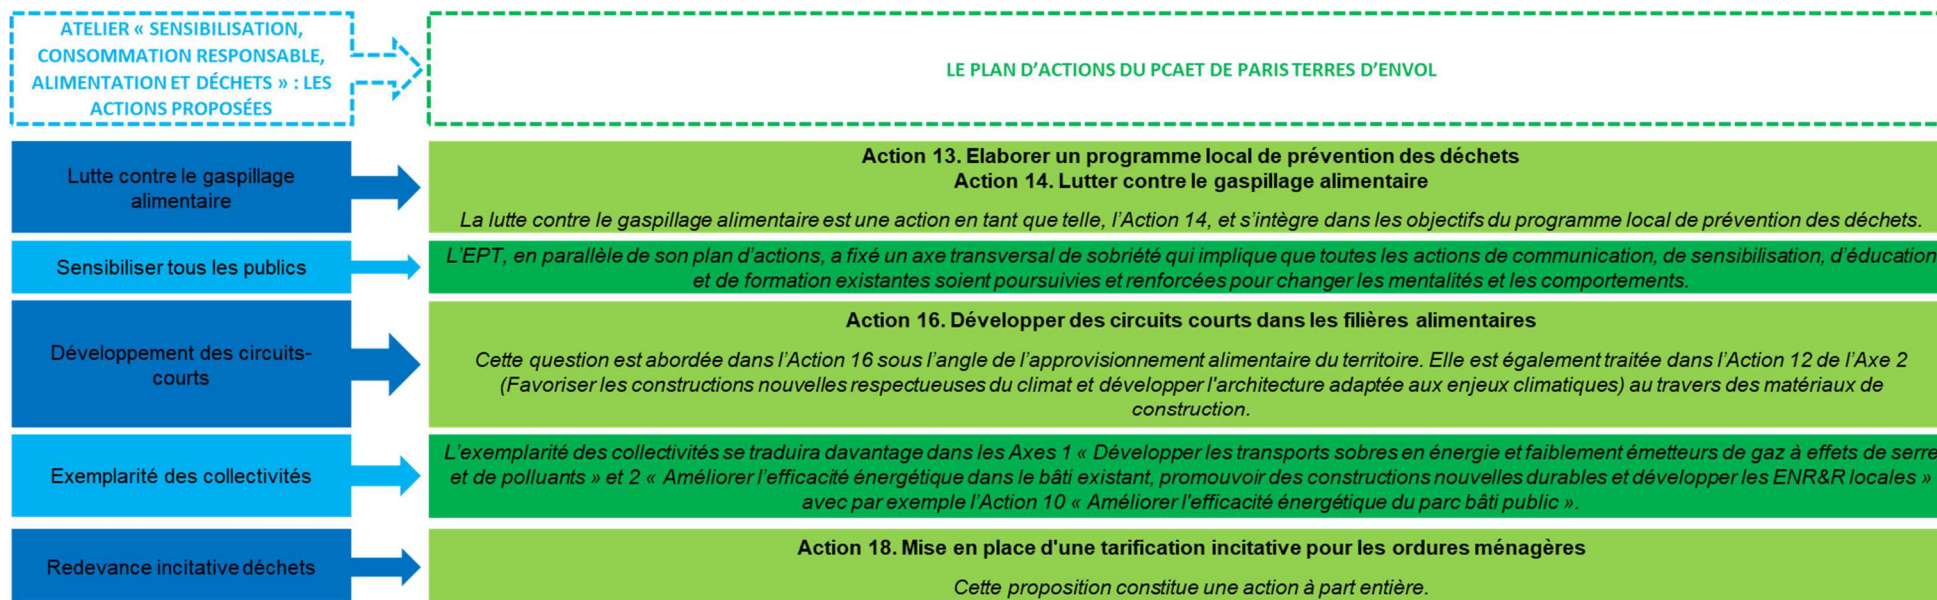 ATELIER « SENSIBILISATION,
CONSOMMATION RESPONSABLE,
ALIMENTATION ET DÉCHETS » : LES
ACTIONS PROPOSÉES
LE PLAN D'ACTIONS DU PCAET DE PARIS TERRES D'ENVOL
Lutte contre le gaspillage
alimentaire
Action 13. Elaborer un programme local de prévention des déchets
Action 14. Lutter contre le gaspillage alimentaire
La lutte contre le gaspillage alimentaire est une action en tant que telle, l'Action 14, et s'intègre dans les objectifs du programme local de prévention des déchets.
Sensibiliser tous les publics
L'EPT, en parallèle de son plan d'actions, a fixé un axe transversal de sobriété qui implique que toutes les actions de communication, de sensibilisation, d'éducation
et de formation existantes soient poursuivies et renforcées pour changer les mentalités et les comportements.
Développement des circuits-
courts
Action 16. Développer des circuits courts dans les filières alimentaires
Cette question est abordée dans l'Action 16 sous l'angle de l'approvisionnement alimentaire du territoire. Elle est également traitée dans l'Action 12 de l'Axe 2
(Favoriser les constructions nouvelles respectueuses du climat et développer l'architecture adaptée aux enjeux climatiques) au travers des matériaux de
construction.
Exemplarité des collectivités
L'exemplarité des collectivités se traduira davantage dans les Axes 1 « Développer les transports sobres en énergie et faiblement émetteurs de gaz à effets de serre
et de polluants » et 2 « Améliorer l'efficacité énergétique dans le bâti existant, promouvoir des constructions nouvelles durables et développer les ENR&R locales »
avec par exemple l'Action 10 « Améliorer l'efficacité énergétique du parc bâti public ».
Redevance incitative déchets
Action 18. Mise en place d'une tarification incitative pour les ordures ménagères
Cette proposition constitue une action à part entière.